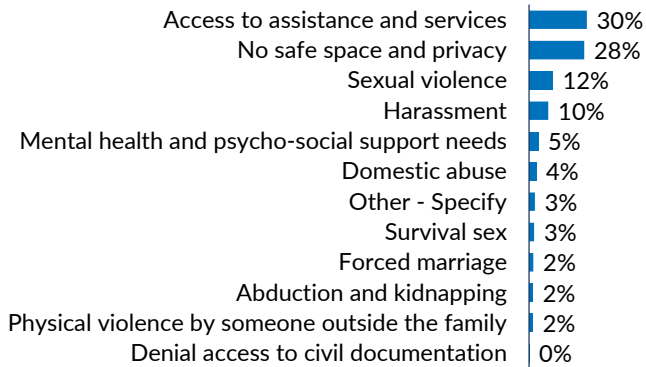 Access to assistance and services 30%
No safe space and privacy 28%
Sexual violence 12%
Harassment 10%
Mental health and psycho-social support needs 5%
Domestic abuse 4%
Other - Specify 3%
Survival sex 3%
Forced marriage 2%
Abduction and kidnapping 2%
Physical violence by someone outside the family 2%
Denial access to civil documentation 0%